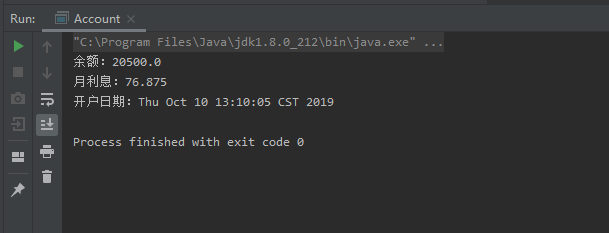 Run: Account
"C:\Program Files\Java\jdk1.8.0_212\bin\java.exe" ...
余额：20500.0
月利息：76.875
开户日期：Thu Oct 10 13:10:05 CST 2019
Process finished with exit code 0